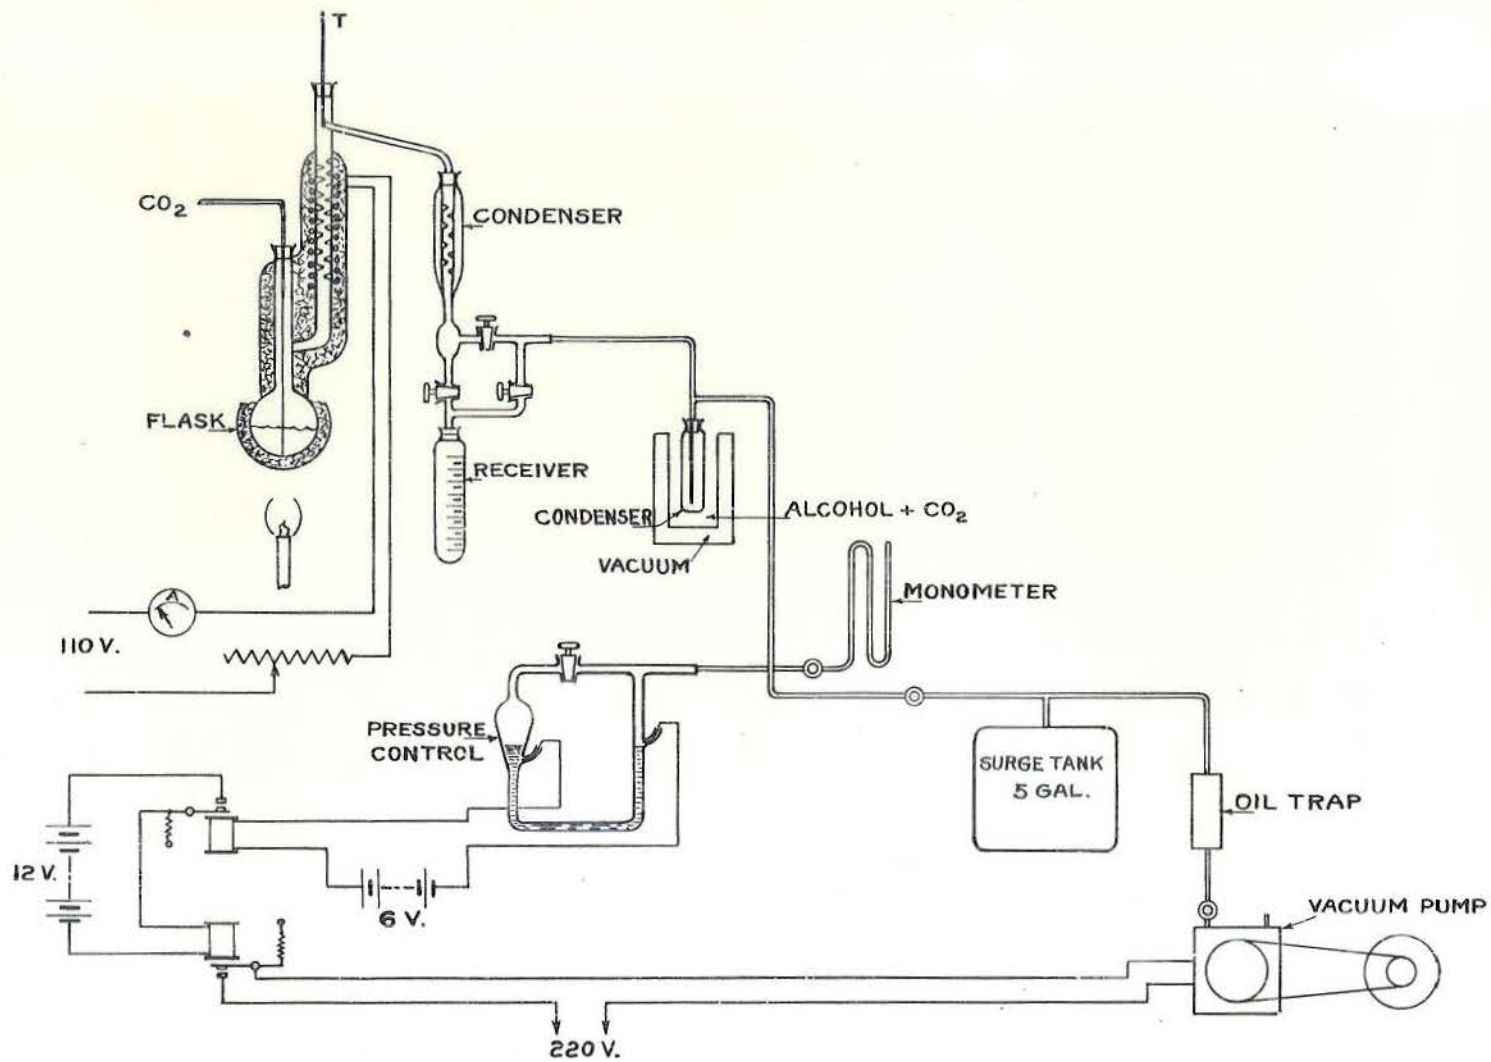 T
CO2
CONDENSER
FLASK
RECEIVER
CONDENSER
ALCOHOL + CO2
VACUUM
MONOMETER
A
110 V.
PRESSURE
CONTROL
SURGE TANK
5 GAL.
OIL TRAP
12 V.
6 V.
VACUUM PUMP
220 V.